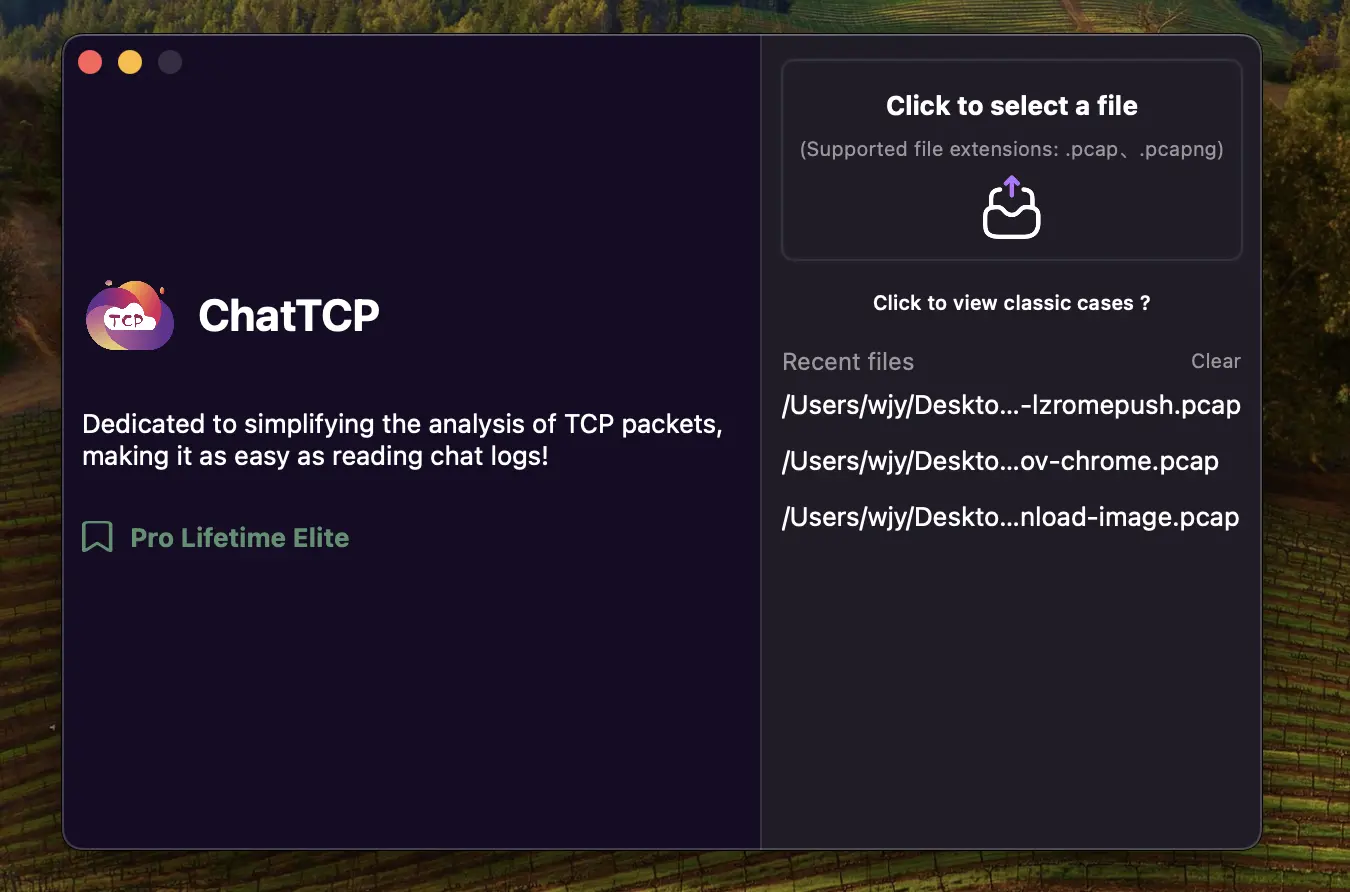 TCP
ChatTCP
Dedicated to simplifying the analysis of TCP packets,
making it as easy as reading chat logs!
Pro Lifetime Elite
Click to select a file
(Supported file extensions: .pcap、.pcapng)
Click to view classic cases ?
Recent files Clear
/Users/wjy/Deskto...-lzromepush.pcap
/Users/wjy/Deskto...ov-chrome.pcap
/Users/wjy/Deskto...nload-image.pcap